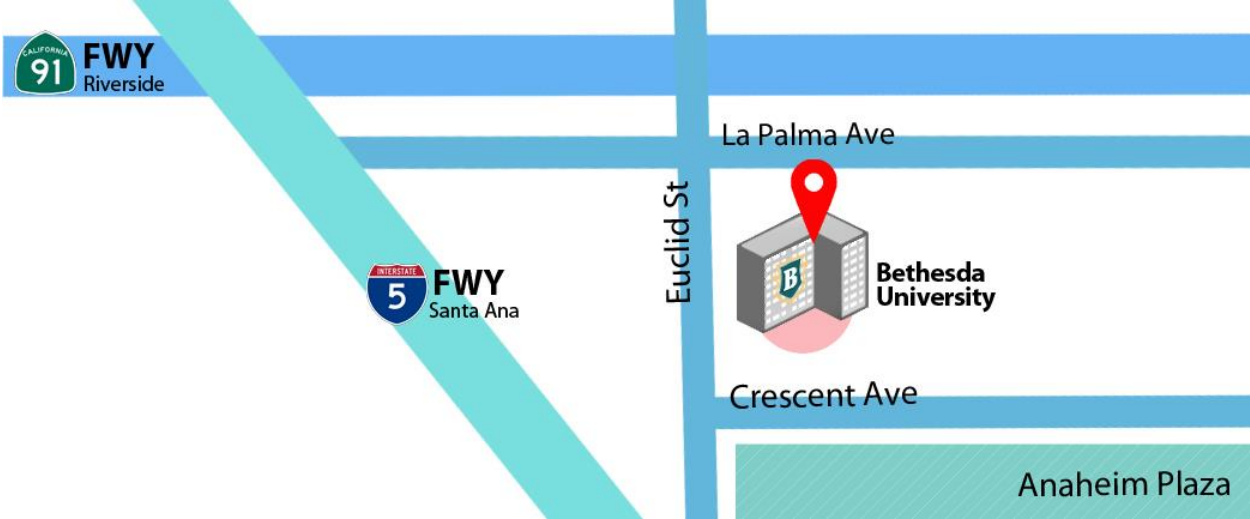 CALIFORNIA
91
FWY
Riverside
La Palma Ave
Euclid St
INTERSTATE
5
FWY
Santa Ana
B
Bethesda
University
Crescent Ave
Anaheim Plaza